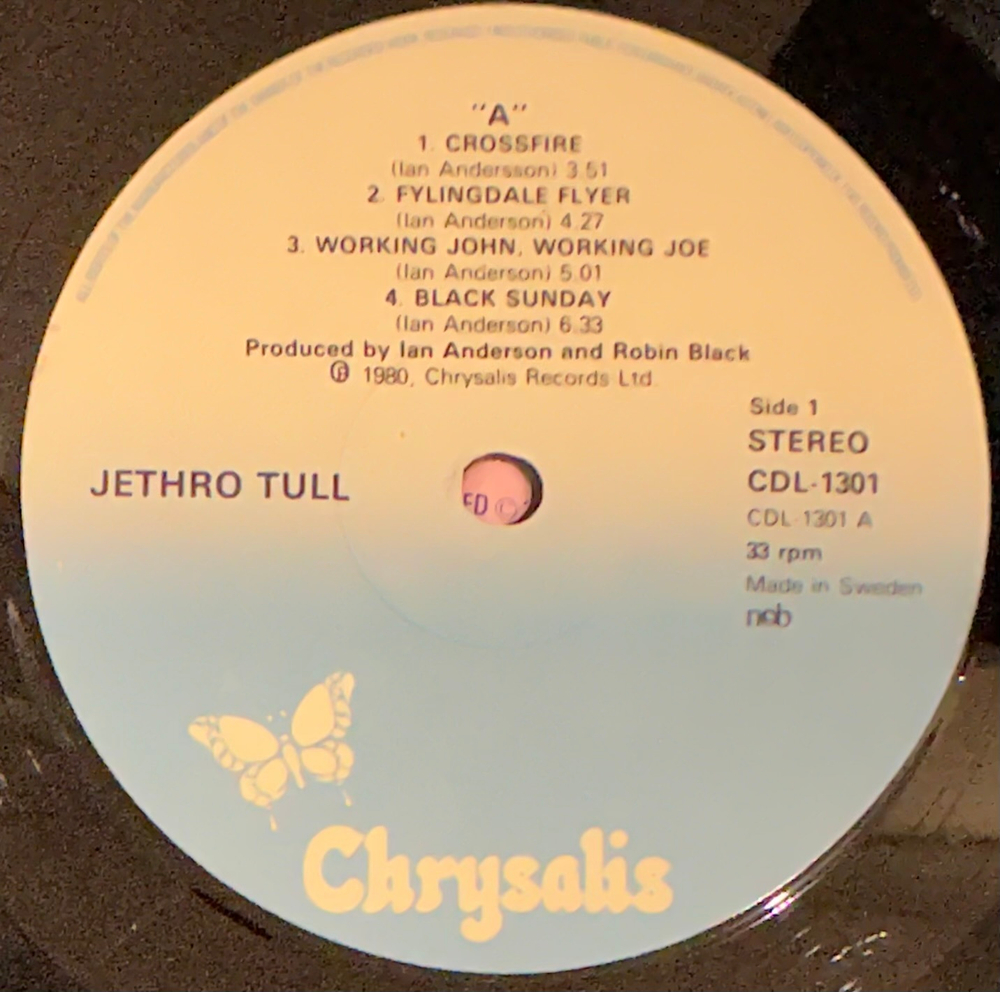 "A"
1. CROSSFIRE
(Ian Andersson) 3.51
2. FYLINGDALE FLYER
(Ian Anderson) 4.27
3. WORKING JOHN, WORKING JOE
(Ian Anderson) 5.01
4. BLACK SUNDAY
(Ian Anderson) 6.33
Produced by Ian Anderson and Robin Black
℗ 1980, Chrysalis Records Ltd.
JETHRO TULL
Side 1
STEREO
CDL-1301
CDL-1301 A
33 rpm
Made in Sweden
ncb
ED ©
Chrysalis